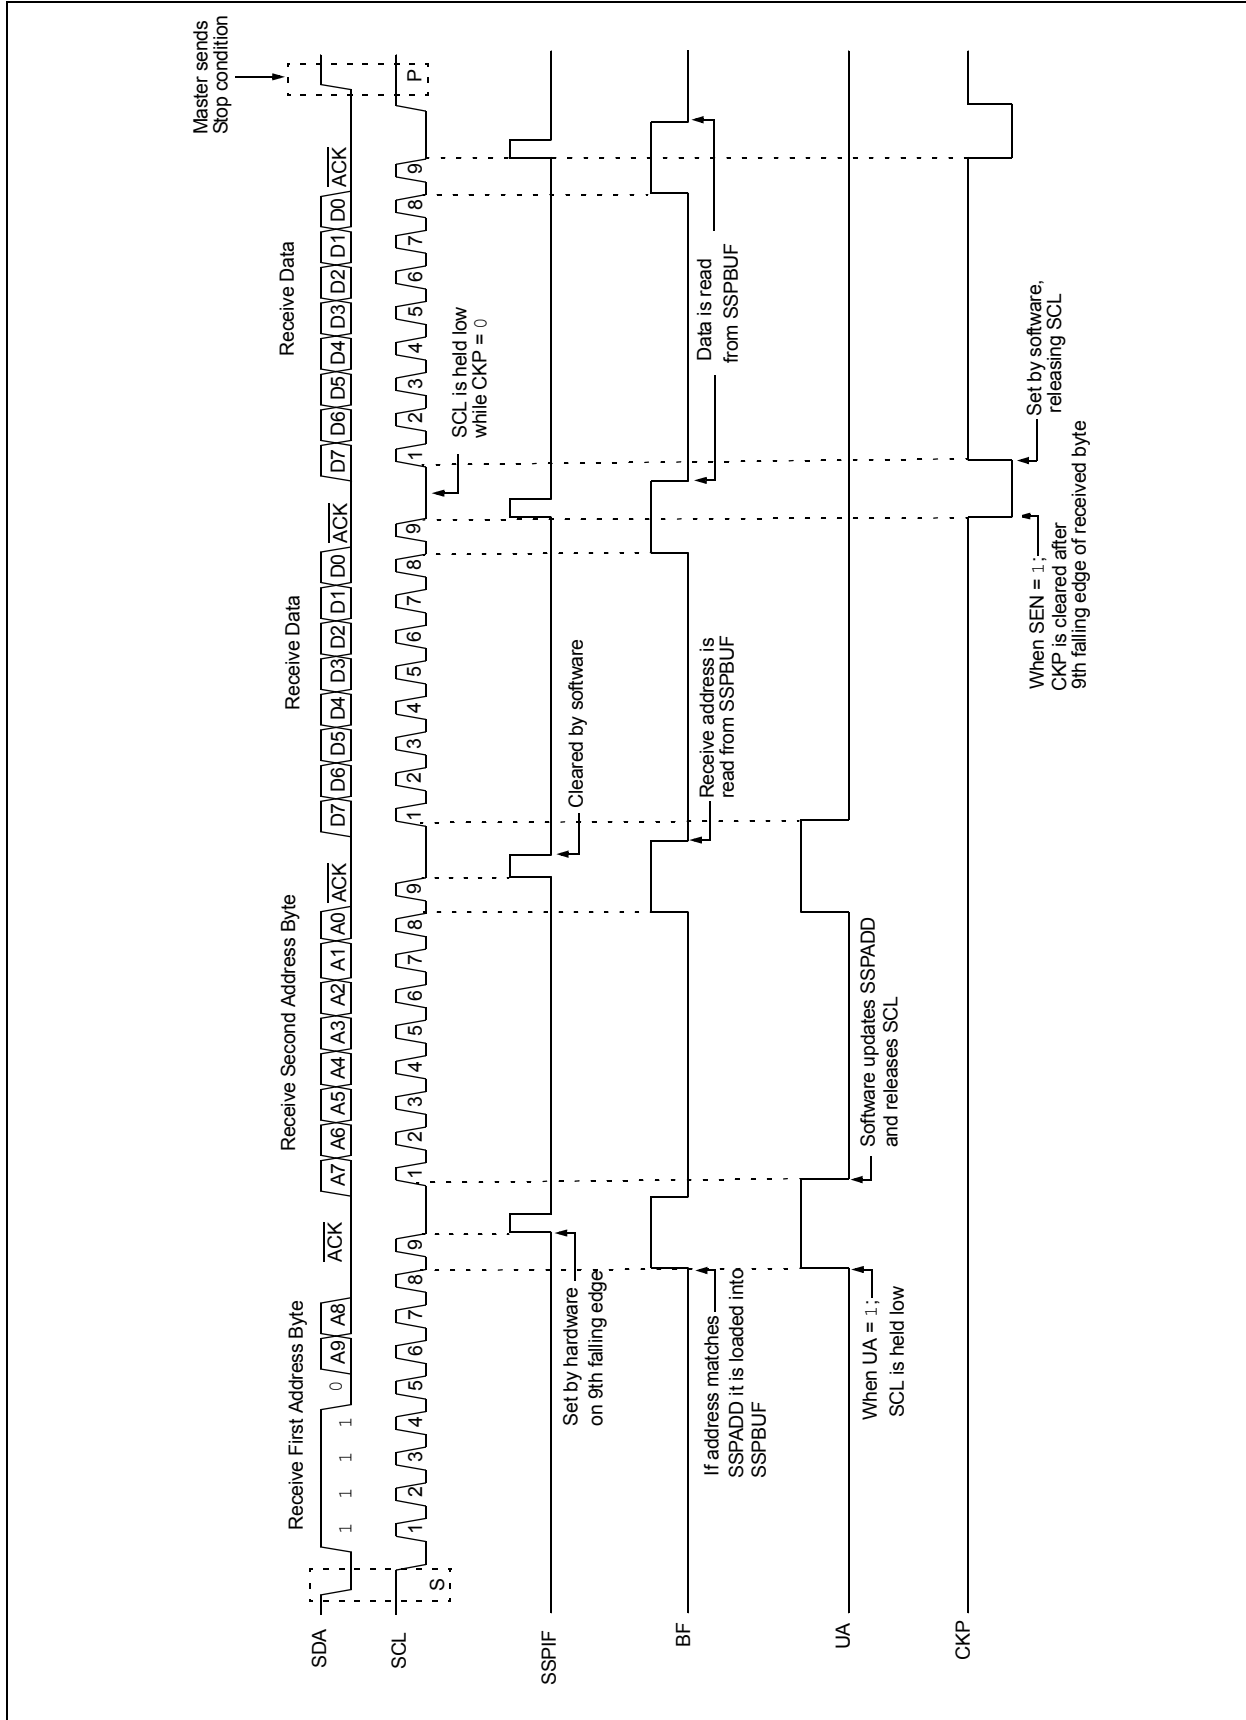 Master sends
Stop condition
Receive First Address Byte
Receive Second Address Byte
Receive Data
Receive Data
SDA
1 1 1 1 0 A9 A8 ACK A7 A6 A5 A4 A3 A2 A1 A0 ACK D7 D6 D5 D4 D3 D2 D1 D0 ACK D7 D6 D5 D4 D3 D2 D1 D0 ACK
SCL
S 1 2 3 4 5 6 7 8 9 1 2 3 4 5 6 7 8 9 1 2 3 4 5 6 7 8 9 1 2 3 4 5 6 7 8 9 P
SCL is held low
while CKP = 0
SSPIF
Set by hardware
on 9th falling edge
Cleared by software
BF
If address matches
SSPADD it is loaded into
SSPBUF
Receive address is
read from SSPBUF
Data is read
from SSPBUF
UA
When UA = 1;
SCL is held low
Software updates SSPADD
and releases SCL
CKP
When SEN = 1;
CKP is cleared after
9th falling edge of received byte
Set by software,
releasing SCL